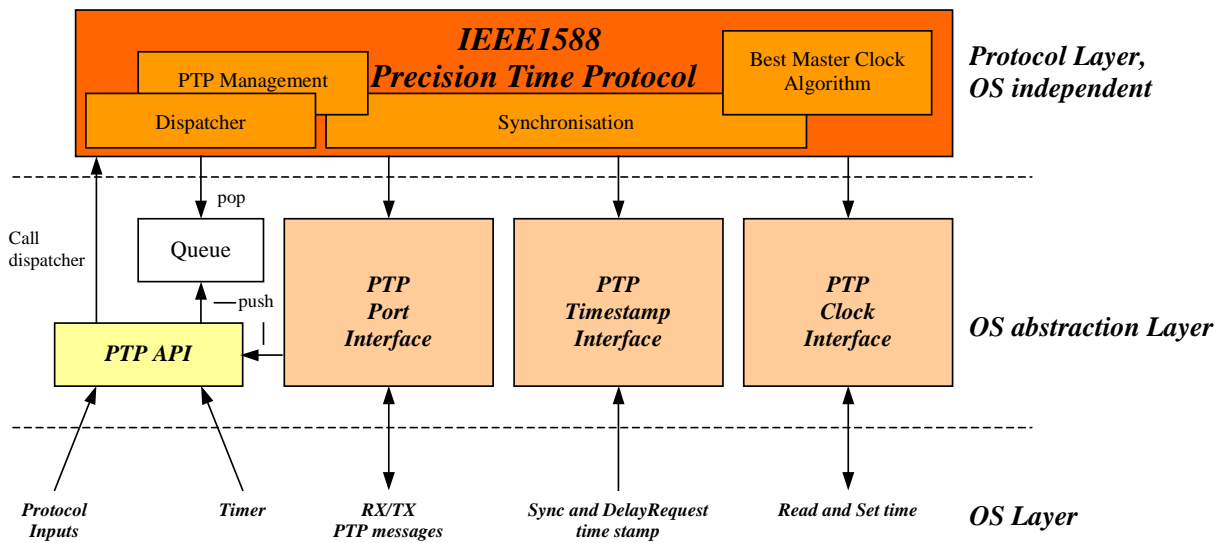 IEEE1588
Precision Time Protocol
Protocol Layer,
OS independent
PTP Management
Best Master Clock
Algorithm
Dispatcher
Synchronisation
pop
Call
dispatcher
Queue
push
PTP
Port
Interface
PTP
Timestamp
Interface
PTP
Clock
Interface
PTP API
OS abstraction Layer
Protocol
Inputs
Timer
RX/TX
PTP messages
Sync and DelayRequest
time stamp
Read and Set time
OS Layer